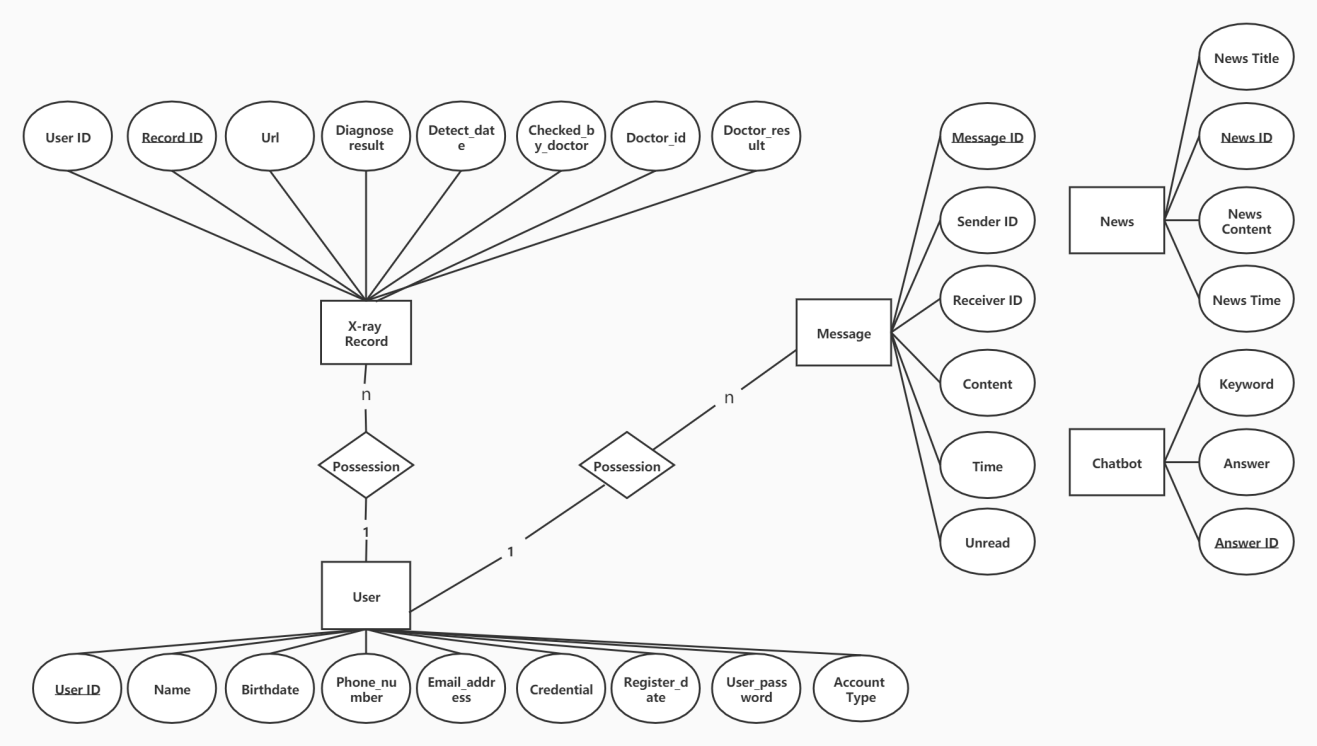 News Title
User ID
Record ID
Url
Diagnose
result
Detect_dat
e
Checked_b
y_doctor
Doctor_id
Doctor_res
ult
Message ID
News ID
Sender ID
News
News
Content
Receiver ID
News Time
X-ray
Record
Message
n
n
Content
Keyword
Possession
Possession
Time
Chatbot
Answer
1
1
Unread
Answer ID
User
User ID
Name
Birthdate
Phone_nu
mber
Email_addr
ess
Credential
Register_d
ate
User_pass
word
Account
Type